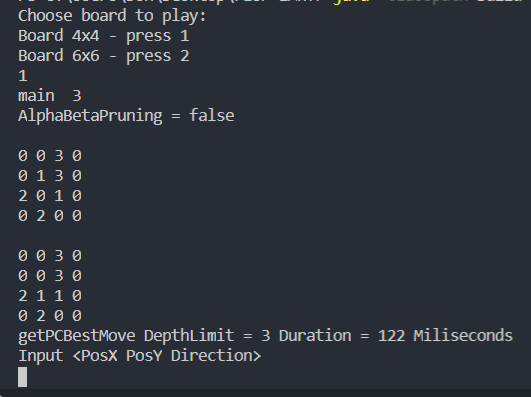 Choose board to play:
Board 4x4 - press 1
Board 6x6 - press 2
1
main  3
AlphaBetaPruning = false
0 0 3 0
0 1 3 0
2 0 1 0
0 2 0 0
0 0 3 0
0 0 3 0
2 1 1 0
0 2 0 0
getPCBestMove DepthLimit = 3 Duration = 122 Miliseconds
Input <PosX PosY Direction>